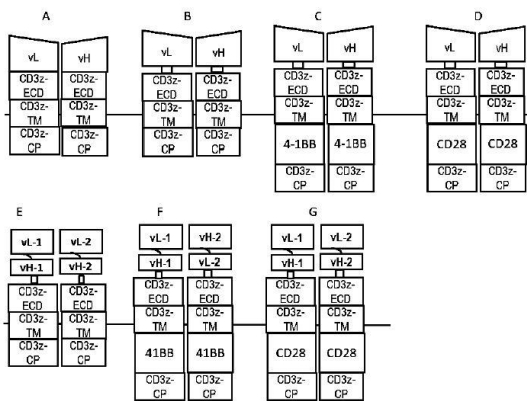 A B C D
vL vH vL vH vL vH vL vH
CD3z- CD3z- CD3z- CD3z- CD3z- CD3z- CD3z- CD3z-
ECD ECD ECD ECD ECD ECD ECD ECD
CD3z- CD3z- CD3z- CD3z- CD3z- CD3z- CD3z- CD3z-
TM TM TM TM TM TM TM TM
CD3z- CD3z- CD3z- CD3z- 4-1BB 4-1BB CD28 CD28
CP CP CP CP
CD3z- CD3z- CD3z- CD3z-
CP CP CP CP
E F G
vL-1 vL-2 vL-1 vH-2 vL-1 vL-2
vH-1 vH-2 vH-1 vL-2 vH-1 vH-2
CD3z- CD3z- CD3z- CD3z- CD3z- CD3z-
ECD ECD ECD ECD ECD ECD
CD3z- CD3z- CD3z- CD3z- CD3z- CD3z-
TM TM TM TM TM TM
CD3z- CD3z- 41BB 41BB CD28 CD28
CP CP
CD3z- CD3z- CD3z- CD3z-
CP CP CP CP